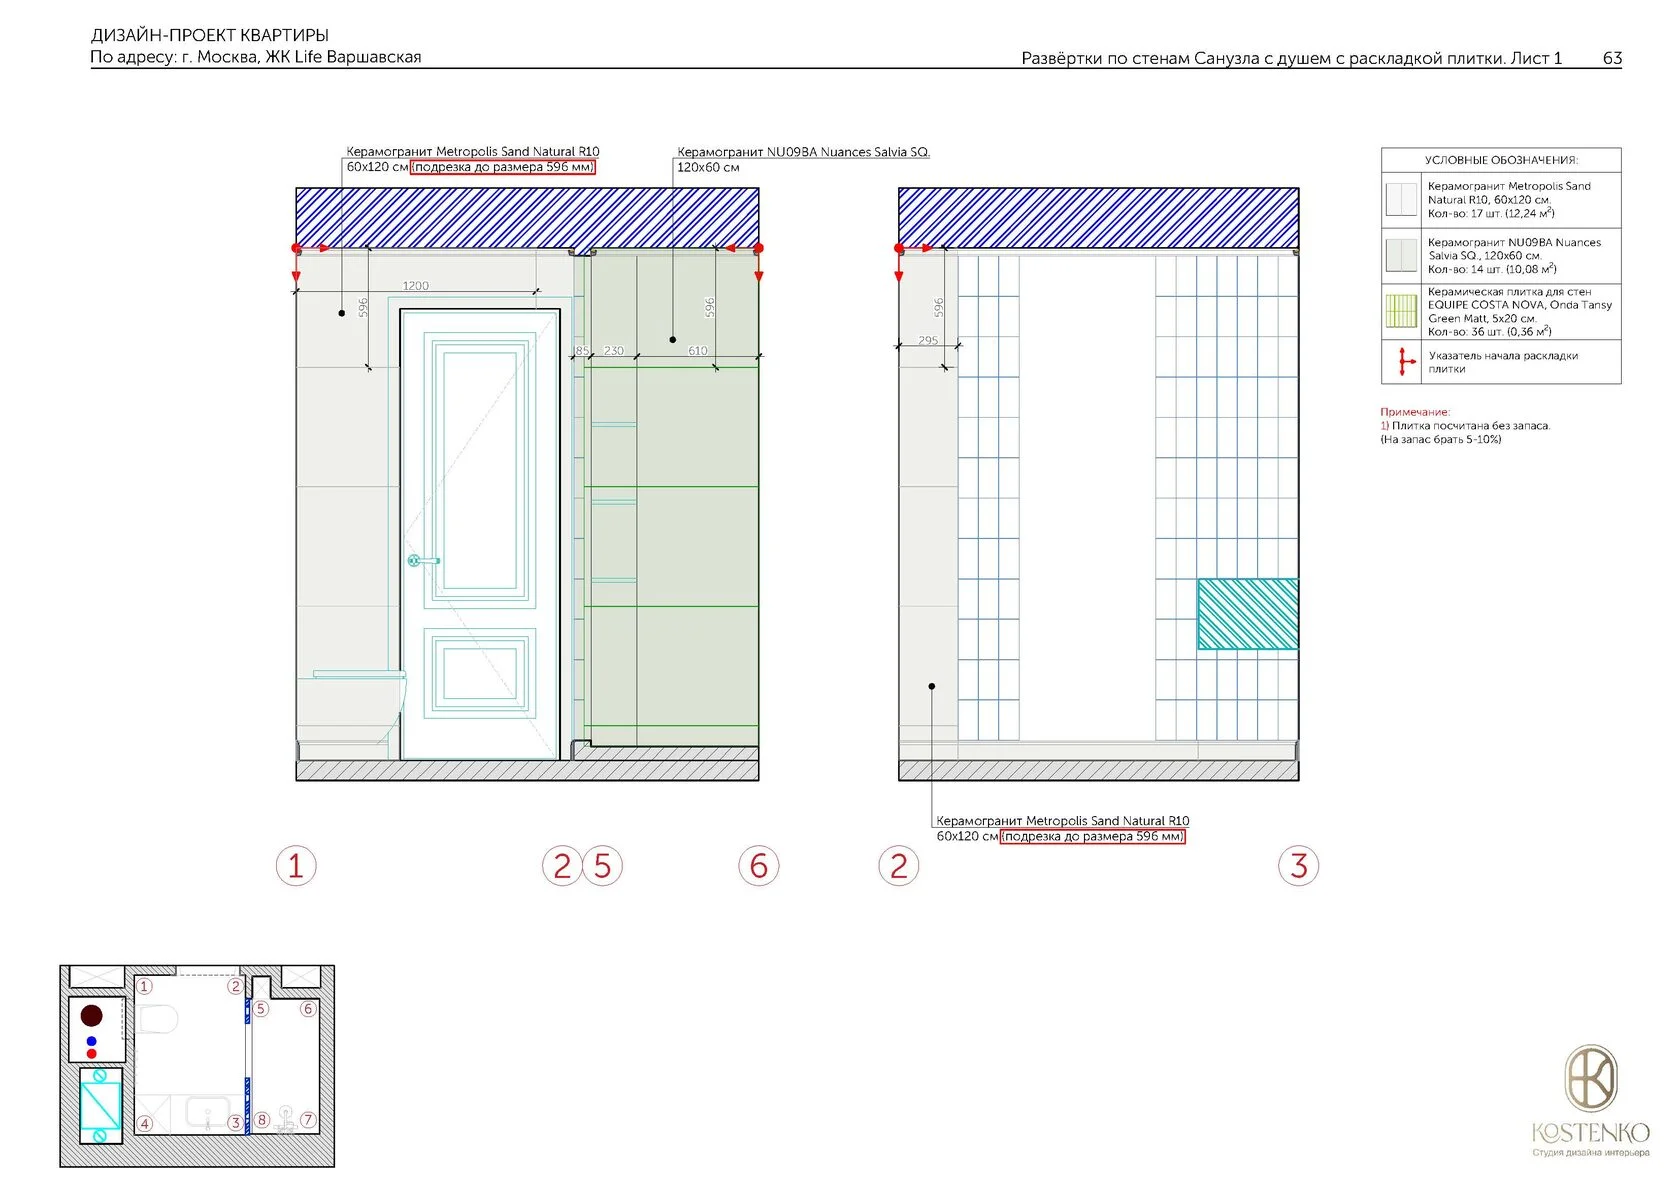 ДИЗАЙН-ПРОЕКТ КВАРТИРЫ
По адресу: г. Москва, ЖК Life Варшавская
Развёртки по стенам Санузла с душем с раскладкой плитки. Лист 1
63
Керамогранит Metropolis Sand Natural R10
60x120 см (подрезка до размера 596 мм)
Керамогранит NU09BA Nuances Salvia SQ.
120x60 см
1200
596
85
230
610
596
596
295
Керамогранит Metropolis Sand Natural R10
60x120 см (подрезка до размера 596 мм)
1
2
5
6
2
3
УСЛОВНЫЕ ОБОЗНАЧЕНИЯ:
Керамогранит Metropolis Sand
Natural R10, 60x120 см.
Кол-во: 17 шт. (12,24 м²)
Керамогранит NU09BA Nuances
Salvia SQ., 120x60 см.
Кол-во: 14 шт. (10,08 м²)
Керамическая плитка для стен
EQUIPE COSTA NOVA, Onda Tansy
Green Matt, 5x20 см.
Кол-во: 36 шт. (0,36 м²)
Указатель начала раскладки
плитки
Примечание:
1) Плитка посчитана без запаса.
(На запас брать 5-10%)
1
2
5
6
4
3
8
7
KOSTENKO
Студия дизайна интерьера